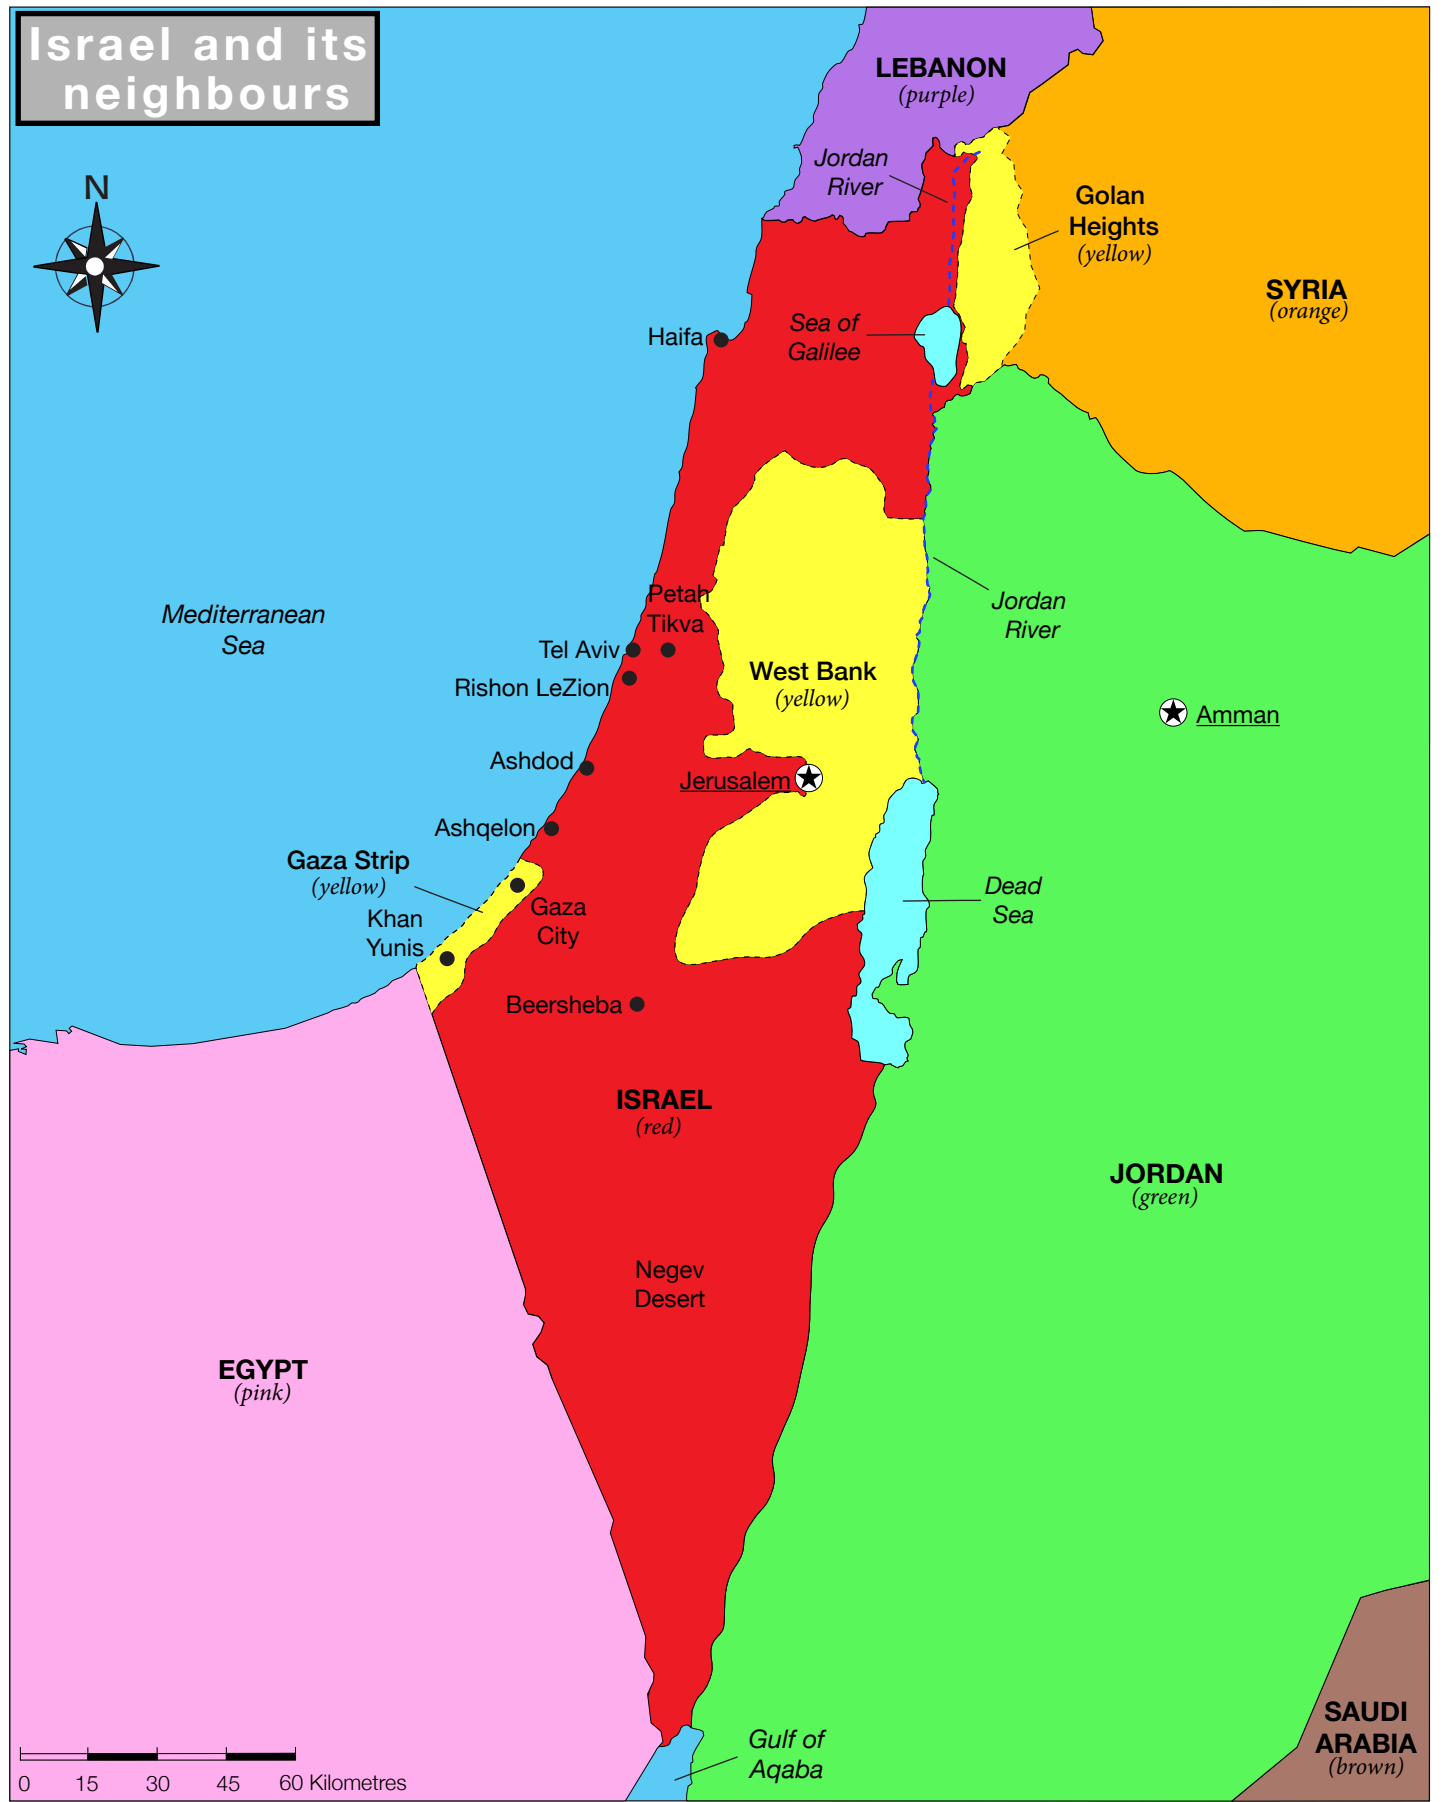 Israel and its
neighbours
N
LEBANON
(purple)
Jordan
River
Golan
Heights
(yellow)
SYRIA
(orange)
Haifa
Sea of
Galilee
Mediterranean
Sea
Petah
Tikva
Tel Aviv
Rishon LeZion
Jordan
River
West Bank
(yellow)
Amman
Ashdod
Jerusalem
Ashqelon
Gaza Strip
(yellow)
Khan
Yunis
Gaza
City
Dead
Sea
Beersheba
ISRAEL
(red)
JORDAN
(green)
Negev
Desert
EGYPT
(pink)
SAUDI
ARABIA
(brown)
Gulf of
Aqaba
0 15 30 45 60 Kilometres